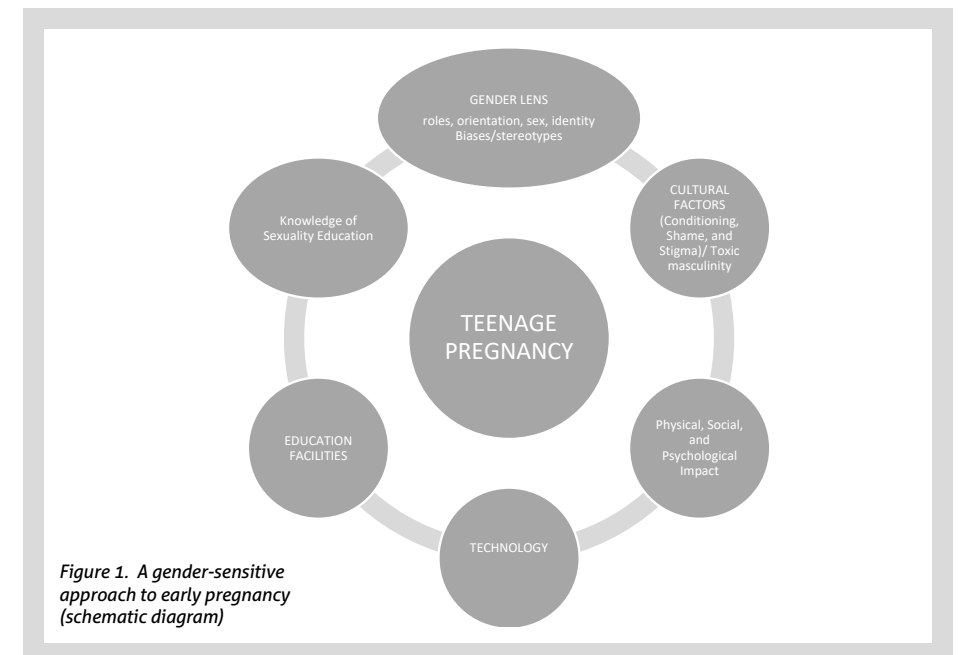 GENDER LENS
roles, orientation, sex, identity
Biases/stereotypes
CULTURAL
FACTORS
(Conditioning,
Shame, and
Stigma)/ Toxic
masculinity
Physical, Social,
and
Psychological
Impact
TECHNOLOGY
EDUCATION
FACILITIES
Knowledge of
Sexuality Education
TEENAGE
PREGNANCY
Figure 1. A gender-sensitive
approach to early pregnancy
(schematic diagram)